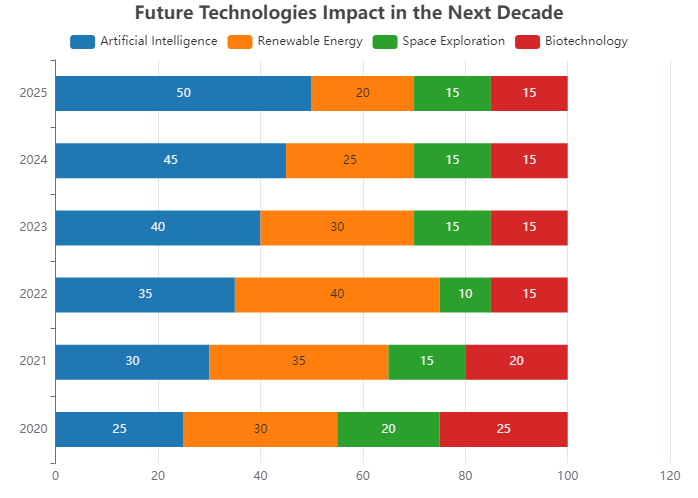 Future Technologies Impact in the Next Decade
Artificial Intelligence Renewable Energy Space Exploration Biotechnology
2025 50 20 15 15
2024 45 25 15 15
2023 40 30 15 15
2022 35 40 10 15
2021 30 35 15 20
2020 25 30 20 25
0 20 40 60 80 100 120